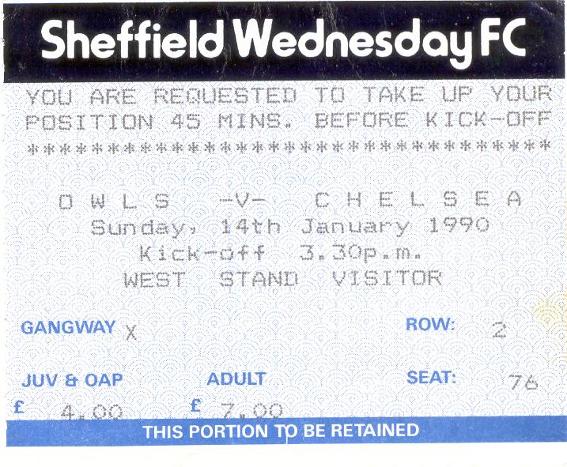 Sheffield Wednesday FC
YOU ARE REQUESTED TO TAKE UP YOUR
POSITION 45 MINS. BEFORE KICK-OFF
*********************************
OWLS -V- CHELSEA
Sunday, 14th January 1990
Kick-off 3.30p.m.
WEST STAND VISITOR
GANGWAY X ROW: 2
JUV & OAP ADULT SEAT: 76
£ 4.00 £ 7.00
THIS PORTION TO BE RETAINED